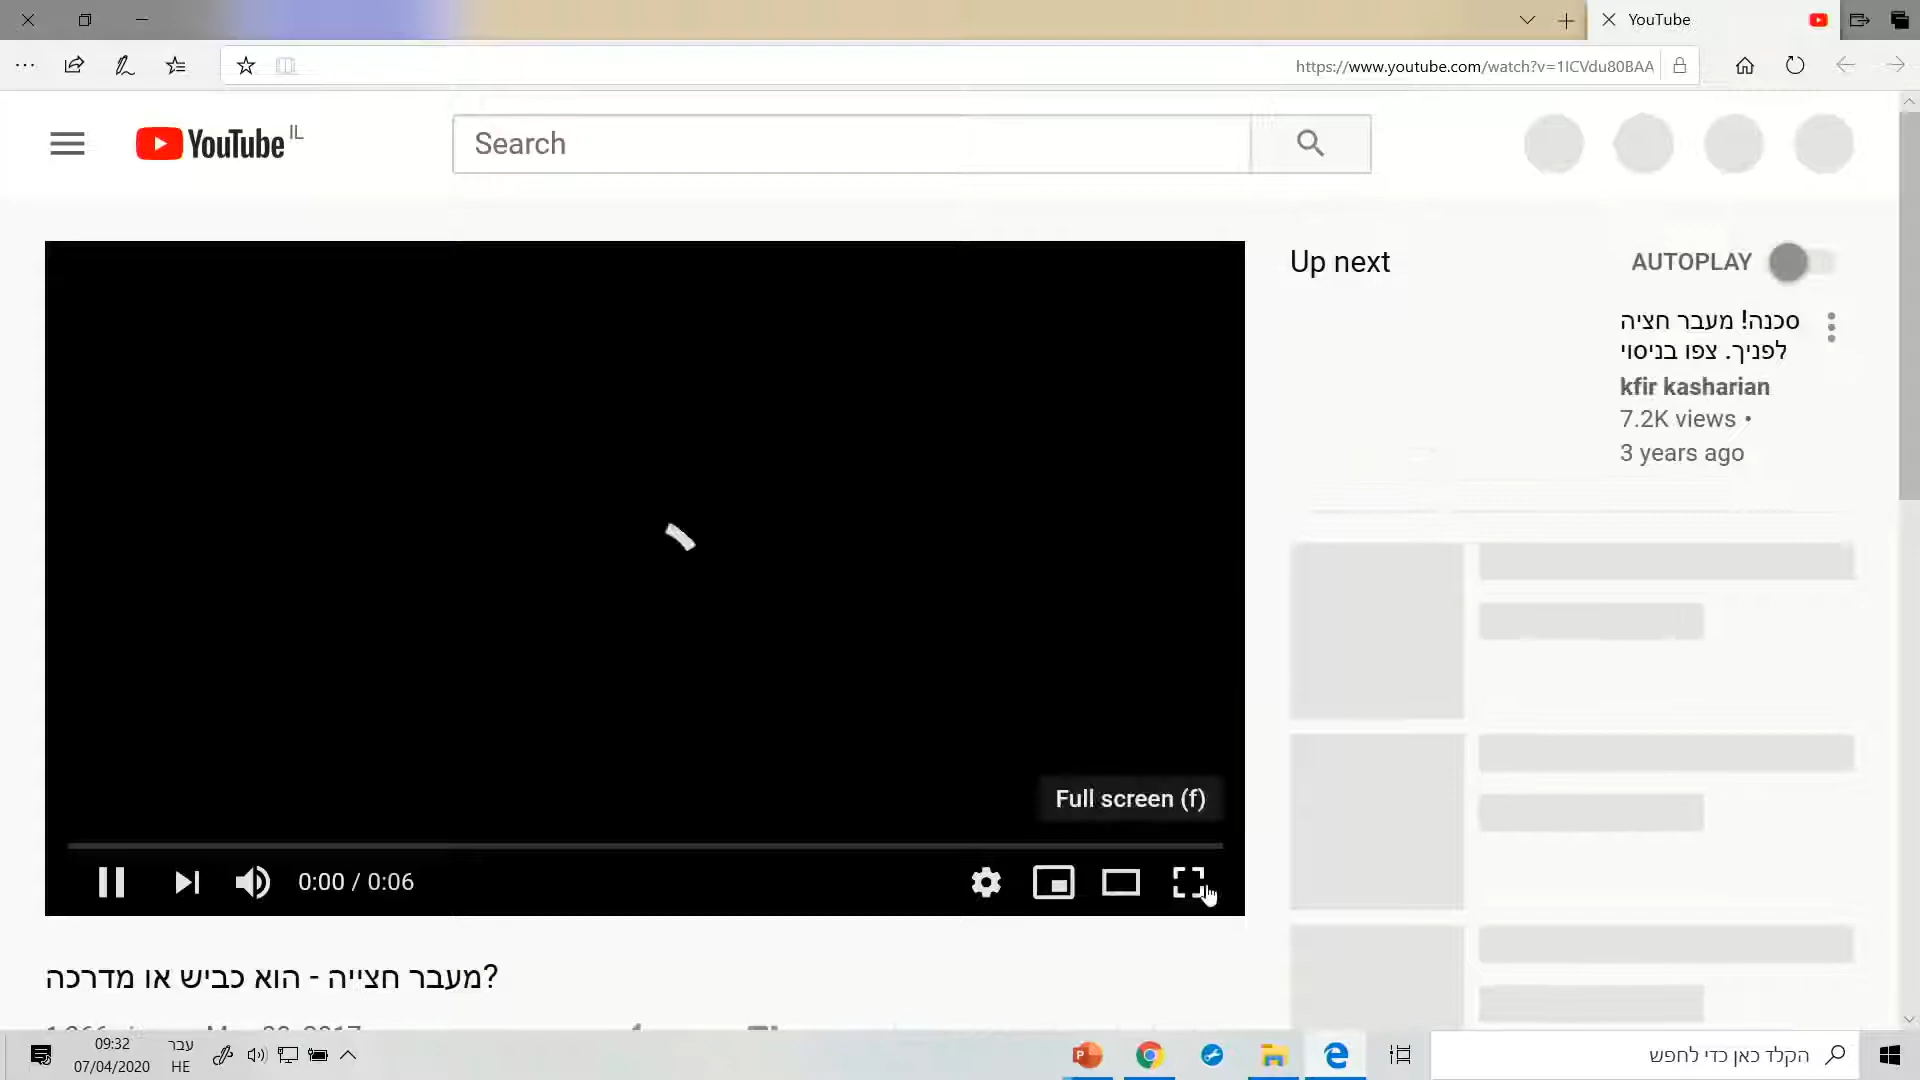 YouTube
https://www.youtube.com/watch?v=1ICVdu80BAA
YouTube IL
Search
Up next
AUTOPLAY
סכנה! מעבר חציה
לפניך. צפו בניסוי
kfir kasharian
7.2K views •
3 years ago
Full screen (f)
0:00 / 0:06
מעבר חצייה - הוא כביש או מדרכה?
09:32
07/04/2020
עבר
HE
הקלד כאן כדי לחפש